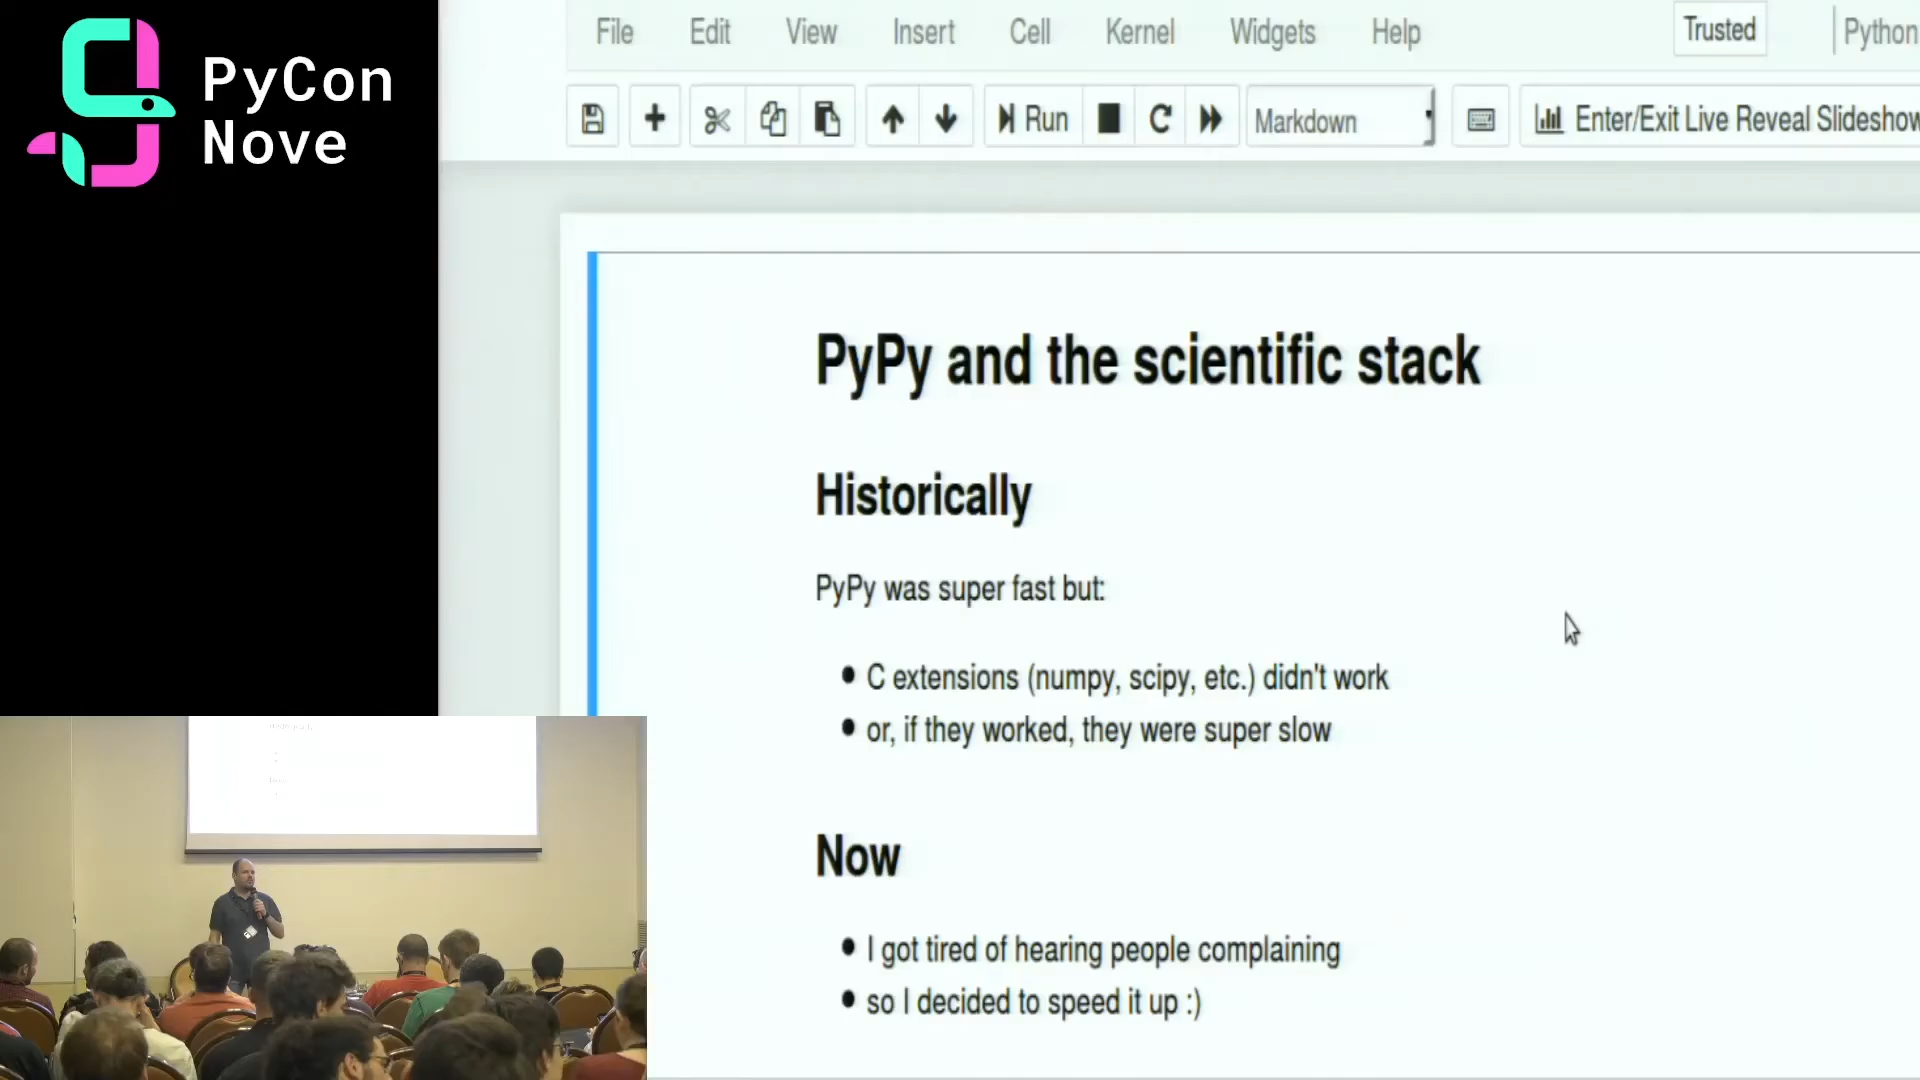 PyCon
Nove
File Edit View Insert Cell Kernel Widgets Help Trusted Python
Run Markdown Enter/Exit Live Reveal Slideshow
PyPy and the scientific stack
Historically
PyPy was super fast but:
• C extensions (numpy, scipy, etc.) didn't work
• or, if they worked, they were super slow
Now
• I got tired of hearing people complaining
• so I decided to speed it up :)